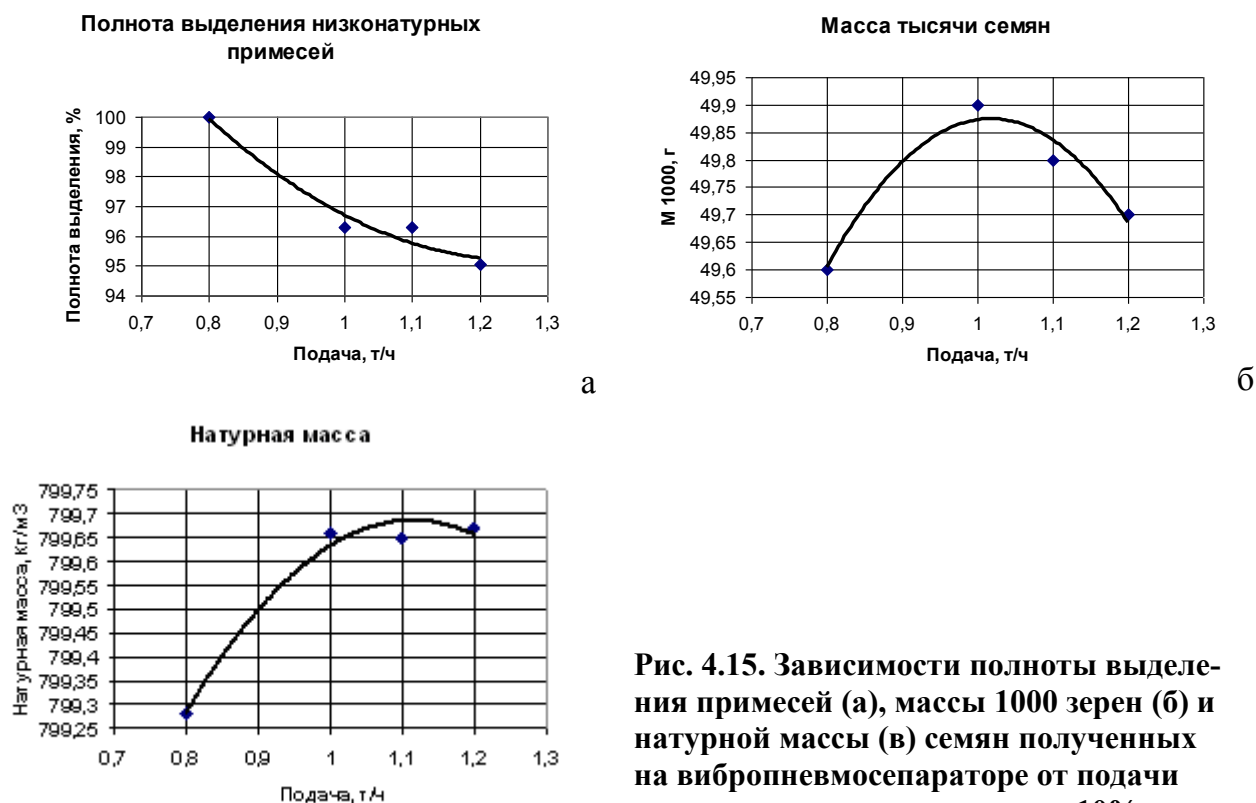 Полнота выделения низконатурных
примесей
Полнота выделения, %
100
99
98
97
96
95
94
0,7 0,8 0,9 1 1,1 1,2 1,3
Подача, т/ч
а
Масса тысячи семян
М 1000, г
49,95
49,9
49,85
49,8
49,75
49,7
49,65
49,6
49,55
0,7 0,8 0,9 1 1,1 1,2 1,3
Подача, т/ч
б
Натурная масса
Натурная масса, кг/м3
799,75
799,7
799,65
799,6
799,55
799,5
799,45
799,4
799,35
799,3
799,25
0,7 0,8 0,9 1 1,1 1,2 1,3
Подача, т/ч
Рис. 4.15. Зависимости полноты выделе-
ния примесей (а), массы 1000 зерен (б) и
натурной массы (в) семян полученных
на вибропневмосепараторе от подачи